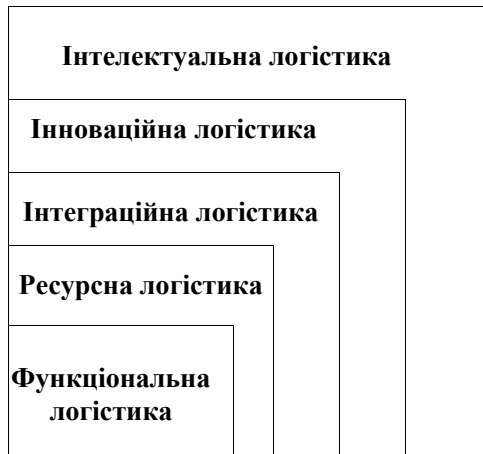 Інтелектуальна логістика
Інноваційна логістика
Інтеграційна логістика
Ресурсна логістика
Функціональна
логістика